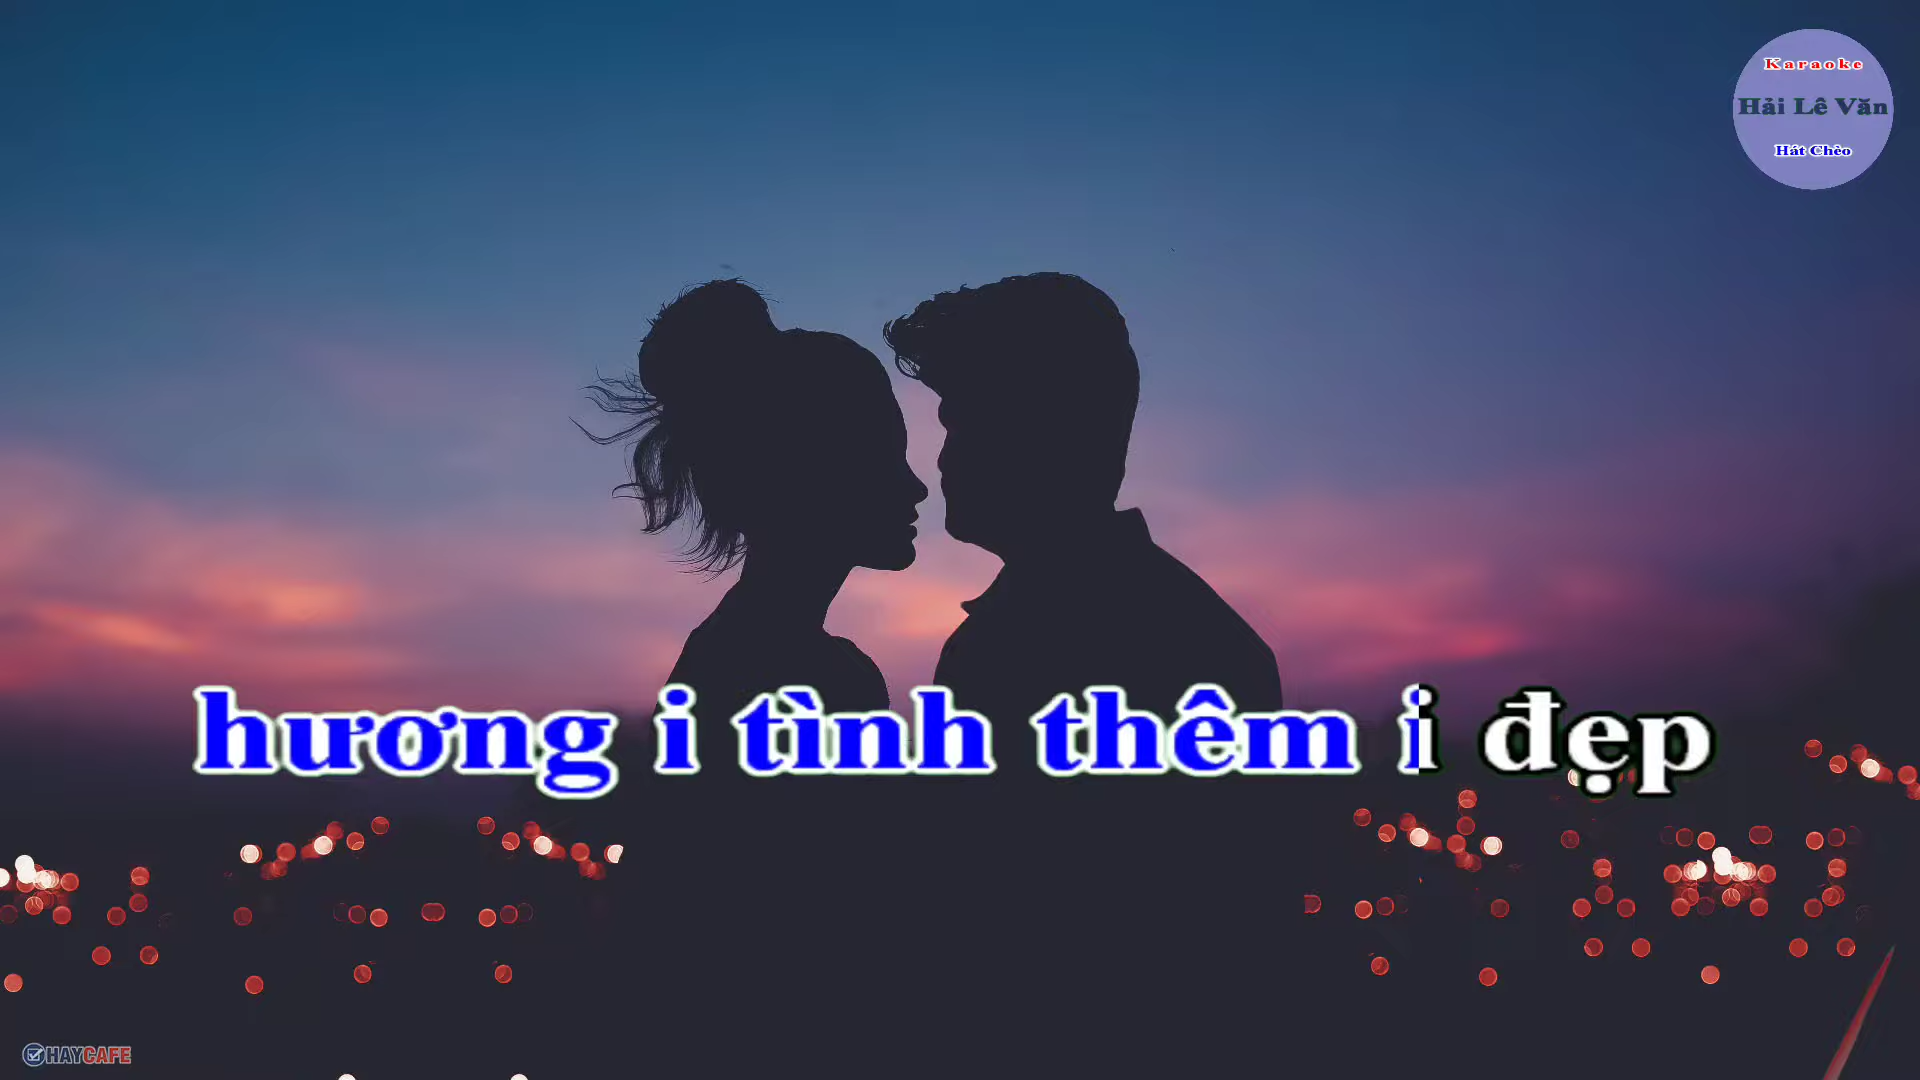 Karaoke
Hải Lê Văn
Hát Chèo
hương i tình thêm i đẹp
HAYCAFE